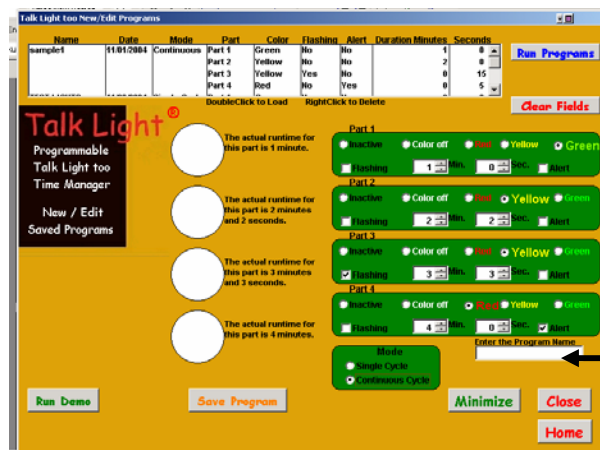 Talk Light too New/Edit Programs
Name Date Mode Part Color Flashing Alert Duration Minutes Seconds
sample1 11/01/2004 Continuous Part 1 Green No No 1 0
Part 2 Yellow No No 2 0
Part 3 Yellow Yes No 0 15
Part 4 Red No Yes 0 5
DoubleClick to Load RightClick to Delete
Run Programs
Clear Fields
Talk Light®
Programmable
Talk Light too
Time Manager
New / Edit
Saved Programs
The actual runtime for
this part is 1 minute.
Part 1
Inactive Color off Red Yellow Green
Flashing 1 Min. 0 Sec. Alert
The actual runtime for
this part is 2 minutes
and 2 seconds.
Part 2
Inactive Color off Red Yellow Green
Flashing 2 Min. 2 Sec. Alert
The actual runtime for
this part is 3 minutes
and 3 seconds.
Part 3
Inactive Color off Red Yellow Green
Flashing 3 Min. 3 Sec. Alert
The actual runtime for
this part is 4 minutes.
Part 4
Inactive Color off Red Yellow Green
Flashing 4 Min. 0 Sec. Alert
Mode
Single Cycle
Continuous Cycle
Enter the Program Name
Run Demo
Save Program
Minimize
Close
Home